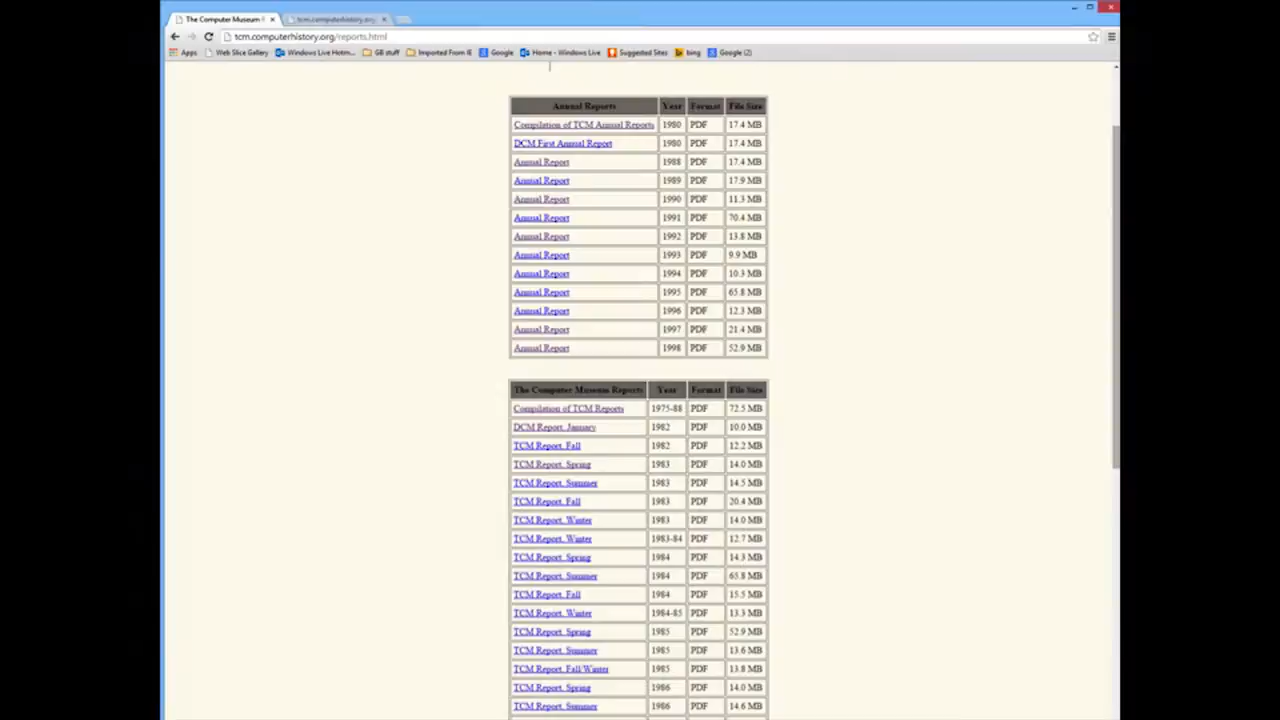 The Computer Museum
tcm.computerhistory.org
tcm.computerhistory.org/reports.html
Apps Web Slice Gallery Windows Live Hotm... GB stuff Imported From IE Google Home - Windows Live Suggested Sites bing Google (2)
Annual Reports Year Format File Size
Compilation of TCM Annual Reports 1980 PDF 17.4 MB
DCM First Annual Report 1980 PDF 17.4 MB
Annual Report 1988 PDF 17.4 MB
Annual Report 1989 PDF 17.9 MB
Annual Report 1990 PDF 11.3 MB
Annual Report 1991 PDF 70.4 MB
Annual Report 1992 PDF 13.8 MB
Annual Report 1993 PDF 9.9 MB
Annual Report 1994 PDF 10.3 MB
Annual Report 1995 PDF 65.8 MB
Annual Report 1996 PDF 12.3 MB
Annual Report 1997 PDF 21.4 MB
Annual Report 1998 PDF 52.9 MB
The Computer Museum Reports Year Format File Size
Compilation of TCM Reports 1975-88 PDF 72.5 MB
DCM Report, January 1982 PDF 10.0 MB
TCM Report, Fall 1982 PDF 12.2 MB
TCM Report, Spring 1983 PDF 14.0 MB
TCM Report, Summer 1983 PDF 14.5 MB
TCM Report, Fall 1983 PDF 20.4 MB
TCM Report, Winter 1983 PDF 14.0 MB
TCM Report, Winter 1983-84 PDF 12.7 MB
TCM Report, Spring 1984 PDF 14.3 MB
TCM Report, Summer 1984 PDF 65.8 MB
TCM Report, Fall 1984 PDF 15.5 MB
TCM Report, Winter 1984-85 PDF 13.3 MB
TCM Report, Spring 1985 PDF 52.9 MB
TCM Report, Summer 1985 PDF 13.6 MB
TCM Report, Fall/Winter 1985 PDF 13.8 MB
TCM Report, Spring 1986 PDF 14.0 MB
TCM Report, Summer 1986 PDF 14.6 MB